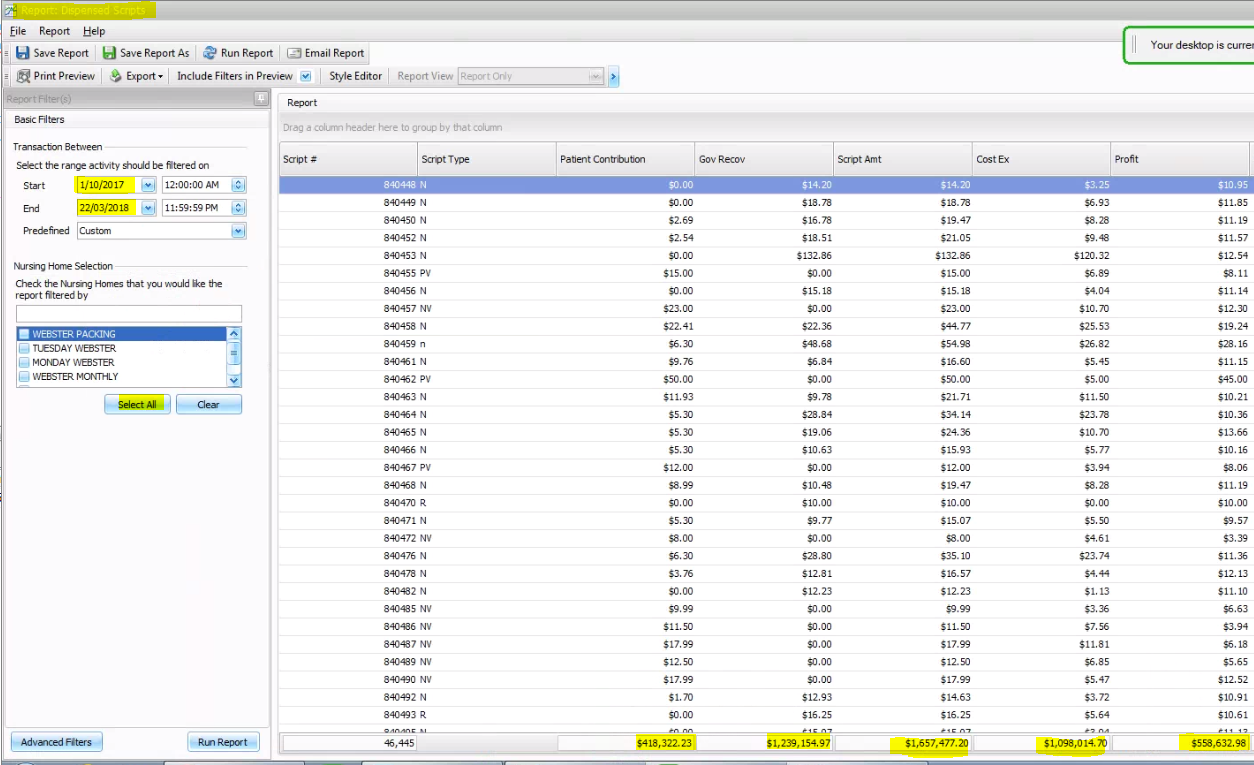 Report: Dispensed Scripts
File Report Help
Save Report Save Report As Run Report Email Report
Your desktop is curre
Print Preview Export Include Filters in Preview Style Editor Report View Report Only
Report Filter(s)
Basic Filters
Transaction Between
Select the range activity should be filtered on
Start 1/10/2017 12:00:00 AM
End 22/03/2018 11:59:59 PM
Predefined Custom
Nursing Home Selection
Check the Nursing Homes that you would like the
report filtered by
WEBSTER PACKING
TUESDAY WEBSTER
MONDAY WEBSTER
WEBSTER MONTHLY
Select All Clear
Advanced Filters Run Report
Report
Drag a column header here to group by that column
Script # Script Type Patient Contribution Gov Recov Script Amt Cost Ex Profit
840448 N $0.00 $14.20 $14.20 $3.25 $10.95
840449 N $0.00 $18.78 $18.78 $6.93 $11.85
840450 N $2.69 $16.78 $19.47 $8.28 $11.19
840452 N $2.54 $18.51 $21.05 $9.48 $11.57
840453 N $0.00 $132.86 $132.86 $120.32 $12.54
840455 PV $15.00 $0.00 $15.00 $6.89 $8.11
840456 N $0.00 $15.18 $15.18 $4.04 $11.14
840457 NV $23.00 $0.00 $23.00 $10.70 $12.30
840458 N $22.41 $22.36 $44.77 $25.53 $19.24
840459 n $6.30 $48.68 $54.98 $26.82 $28.16
840461 N $9.76 $6.84 $16.60 $5.45 $11.15
840462 PV $50.00 $0.00 $50.00 $5.00 $45.00
840463 N $11.93 $9.78 $21.71 $11.50 $10.21
840464 N $5.30 $28.84 $34.14 $23.78 $10.36
840465 N $5.30 $19.06 $24.36 $10.70 $13.66
840466 N $5.30 $10.63 $15.93 $5.77 $10.16
840467 PV $12.00 $0.00 $12.00 $3.94 $8.06
840468 N $8.99 $10.48 $19.47 $8.28 $11.19
840470 R $0.00 $10.00 $10.00 $0.00 $10.00
840471 N $5.30 $9.77 $15.07 $5.50 $9.57
840472 NV $8.00 $0.00 $8.00 $4.61 $3.39
840476 N $6.30 $28.80 $35.10 $23.74 $11.36
840478 N $3.76 $12.81 $16.57 $4.44 $12.13
840482 N $0.00 $12.23 $12.23 $1.13 $11.10
840485 NV $9.99 $0.00 $9.99 $3.36 $6.63
840486 NV $11.50 $0.00 $11.50 $7.56 $3.94
840487 NV $17.99 $0.00 $17.99 $11.81 $6.18
840489 NV $12.50 $0.00 $12.50 $6.85 $5.65
840490 NV $17.99 $0.00 $17.99 $5.47 $12.52
840492 N $1.70 $12.93 $14.63 $3.72 $10.91
840493 R $0.00 $16.25 $16.25 $5.64 $10.61
46,445 $418,322.23 $1,239,154.97 $1,657,477.20 $1,098,014.70 $558,632.98